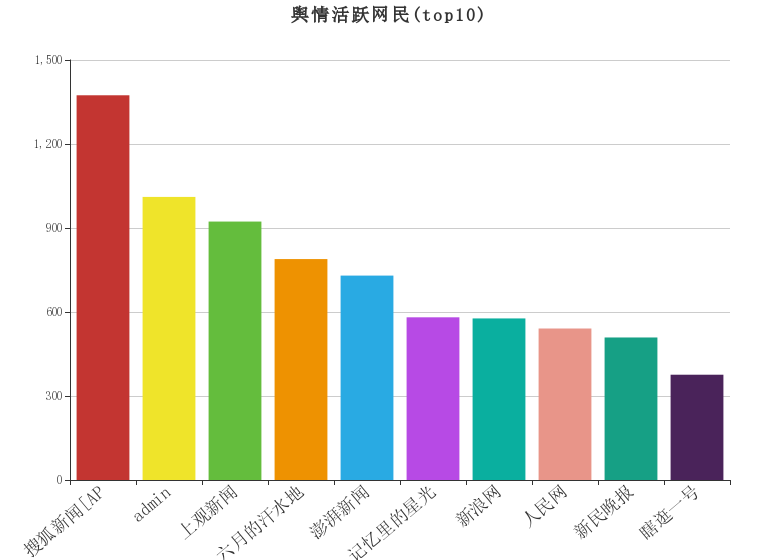 舆情活跃网民(top10)
1,500
1,200
900
600
300
0
搜狐新闻[AP
admin
上观新闻
六月的汗水地
澎湃新闻
记忆里的星光
新浪网
人民网
新民晚报
瞎逛一号